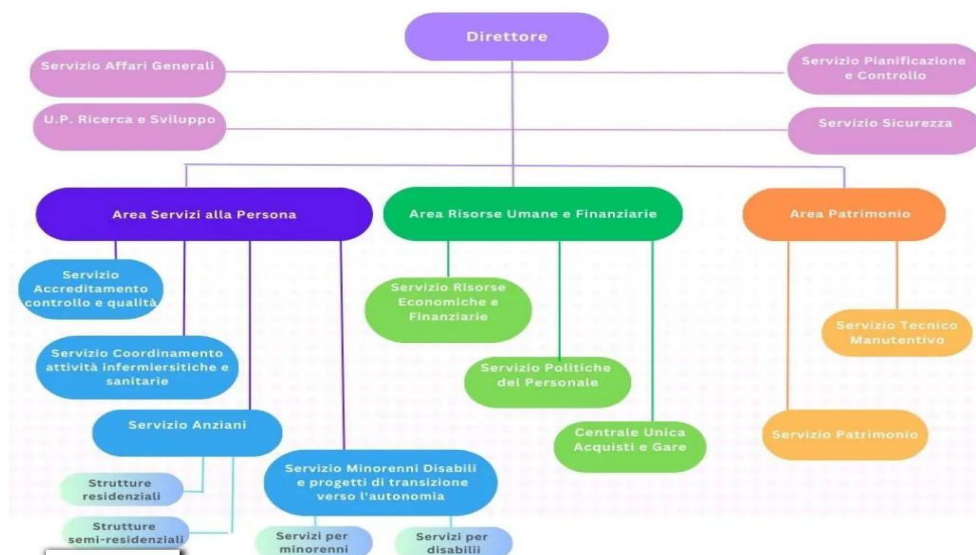 Direttore
Servizio Affari Generali
Servizio Pianificazione
e Controllo
U.P. Ricerca e Sviluppo
Servizio Sicurezza
Area Servizi alla Persona
Area Risorse Umane e Finanziarie
Area Patrimonio
Servizio
Accreditamento
controllo e qualità
Servizio Risorse
Economiche e
Finanziarie
Servizio Tecnico
Manutentivo
Servizio Coordinamento
attività infermiersitiche e
sanitarie
Servizio Politiche
del Personale
Servizio Anziani
Centrale Unica
Acquisti e Gare
Servizio Patrimonio
Servizio Minorenni Disabili
e progetti di transizione
verso l'autonomia
Strutture
residenziali
Strutture
semi-residenziali
Servizi per
minorenni
Servizi per
disabilii